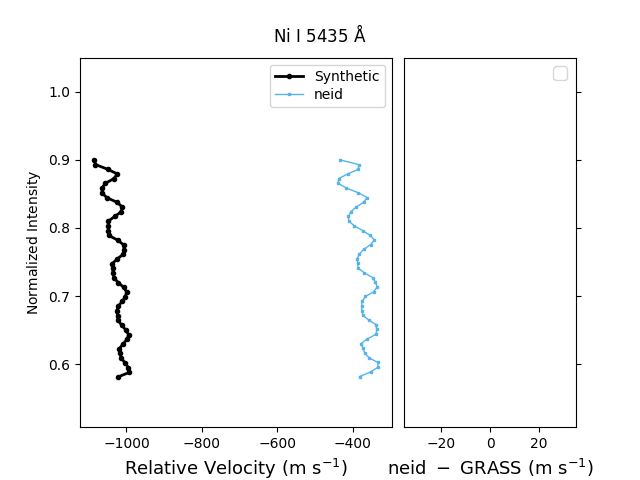 Ni I 5435 Å
Synthetic
neid
1.0
0.9
0.8
0.7
0.6
Normalized Intensity
−1000 −800 −600 −400
−20 0 20
Relative Velocity (m s⁻¹)
neid − GRASS (m s⁻¹)